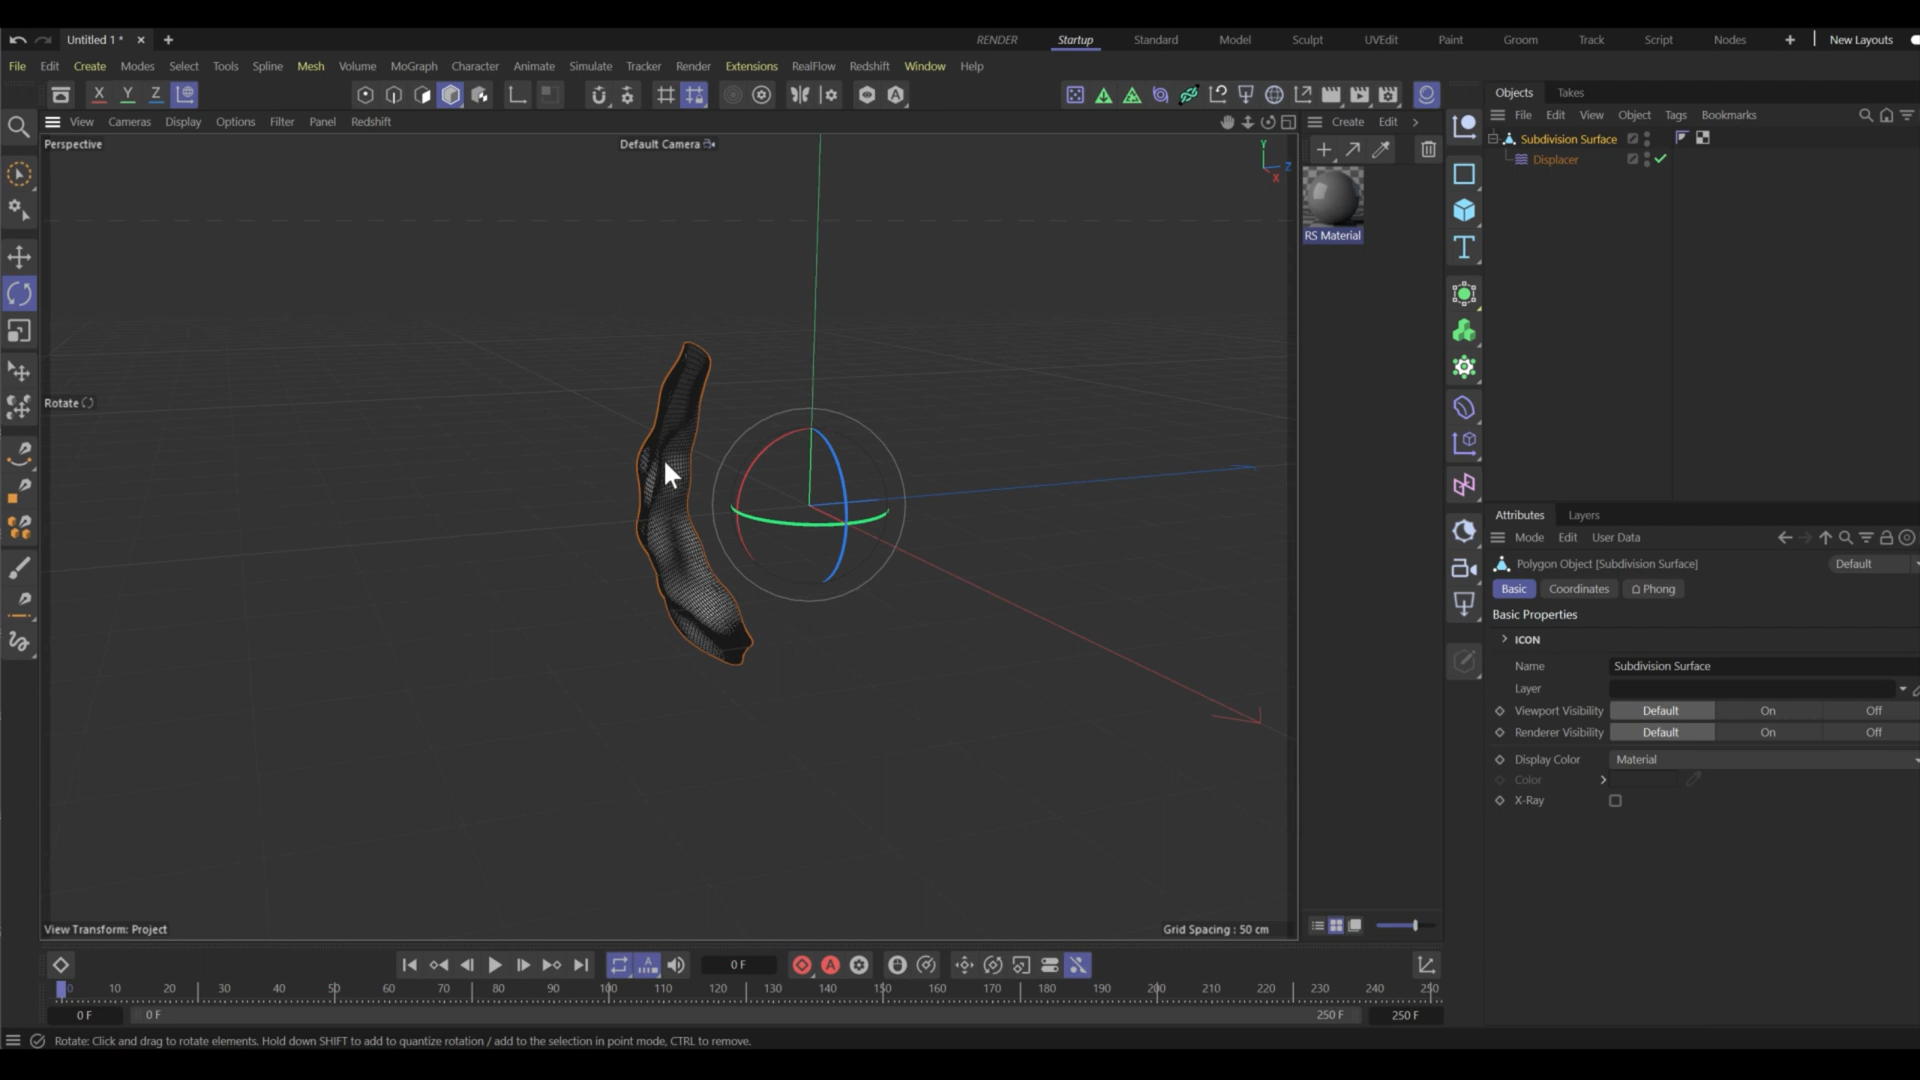 Untitled 1 *
RENDER Startup Standard Model Sculpt UVEdit Paint Groom Track Script Nodes New Layouts
File Edit Create Modes Select Tools Spline Mesh Volume MoGraph Character Animate Simulate Tracker Render Extensions RealFlow Redshift Window Help
X Y Z
View Cameras Display Options Filter Panel Redshift
Create Edit
Objects Takes
File Edit View Object Tags Bookmarks
Perspective
Default Camera
Y
Z
X
Subdivision Surface
Displacer
RS Material
Rotate
Attributes Layers
Mode Edit User Data
Polygon Object [Subdivision Surface]
Default
Basic Coordinates Phong
Basic Properties
ICON
Name Subdivision Surface
Layer
Viewport Visibility Default On Off
Renderer Visibility Default On Off
Display Color Material
Color
X-Ray
View Transform: Project
Grid Spacing : 50 cm
0 F
0 10 20 30 40 50 60 70 80 90 100 110 120 130 140 150 160 170 180 190 200 210 220 230 240 250
0 F 0 F 250 F 250 F
Rotate: Click and drag to rotate elements. Hold down SHIFT to add to quantize rotation / add to the selection in point mode, CTRL to remove.